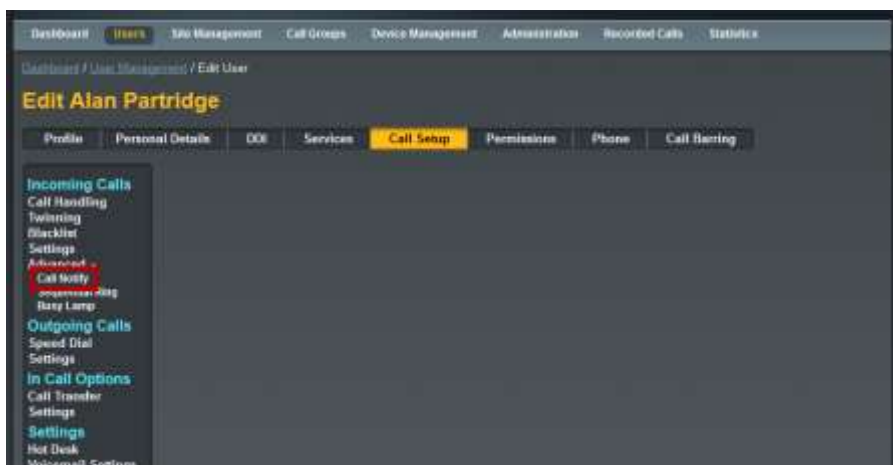 Dashboard Users Site Management Call Groups Device Management Administration Recorded Calls Statistics
Dashboard / User Management / Edit User
Edit Alan Partridge
Profile Personal Details DDI Services Call Setup Permissions Phone Call Barring
Incoming Calls
Call Handling
Twinning
Blacklist
Settings
Advanced -
Call Notify
Sequential Ring
Busy Lamp
Outgoing Calls
Speed Dial
Settings
In Call Options
Call Transfer
Settings
Settings
Hot Desk
Voicemail Settings